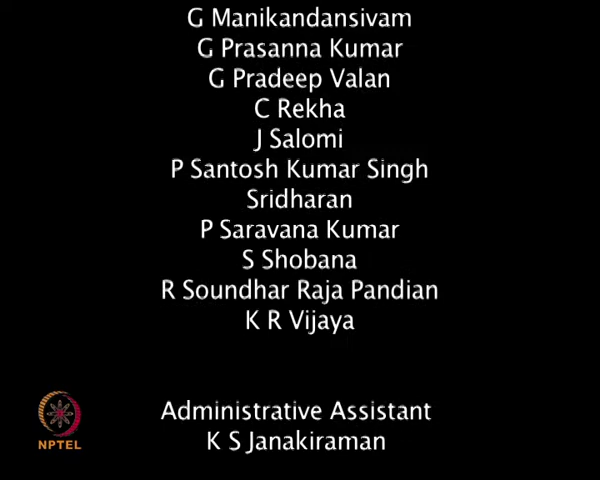 G Manikandansivam
G Prasanna Kumar
G Pradeep Valan
C Rekha
J Salomi
P Santosh Kumar Singh
Sridharan
P Saravana Kumar
S Shobana
R Soundhar Raja Pandian
K R Vijaya
Administrative Assistant
K S Janakiraman
NPTEL